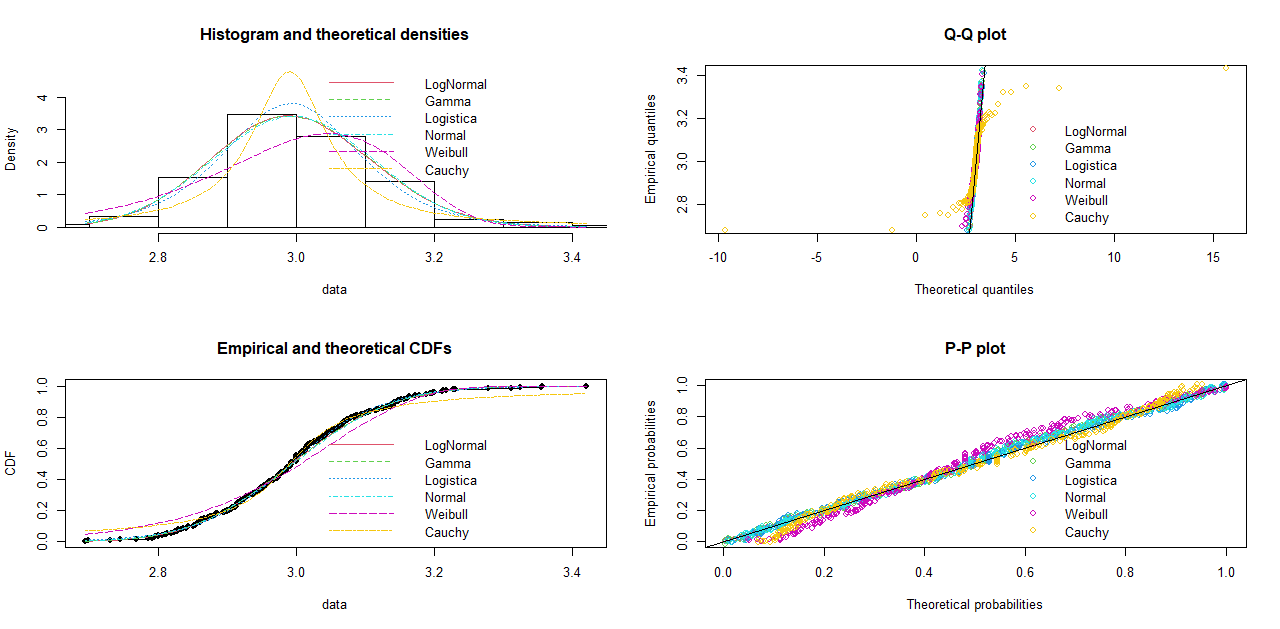 Histogram and theoretical densities
Density
4
3
2
1
0
LogNormal
Gamma
Logistica
Normal
Weibull
Cauchy
2.8 3.0 3.2 3.4
data
Q-Q plot
Empirical quantiles
3.4
3.2
3.0
2.8
LogNormal
Gamma
Logistica
Normal
Weibull
Cauchy
-10 -5 0 5 10 15
Theoretical quantiles
Empirical and theoretical CDFs
CDF
1.0
0.8
0.6
0.4
0.2
0.0
LogNormal
Gamma
Logistica
Normal
Weibull
Cauchy
2.8 3.0 3.2 3.4
data
P-P plot
Empirical probabilities
1.0
0.8
0.6
0.4
0.2
0.0
LogNormal
Gamma
Logistica
Normal
Weibull
Cauchy
0.0 0.2 0.4 0.6 0.8 1.0
Theoretical probabilities